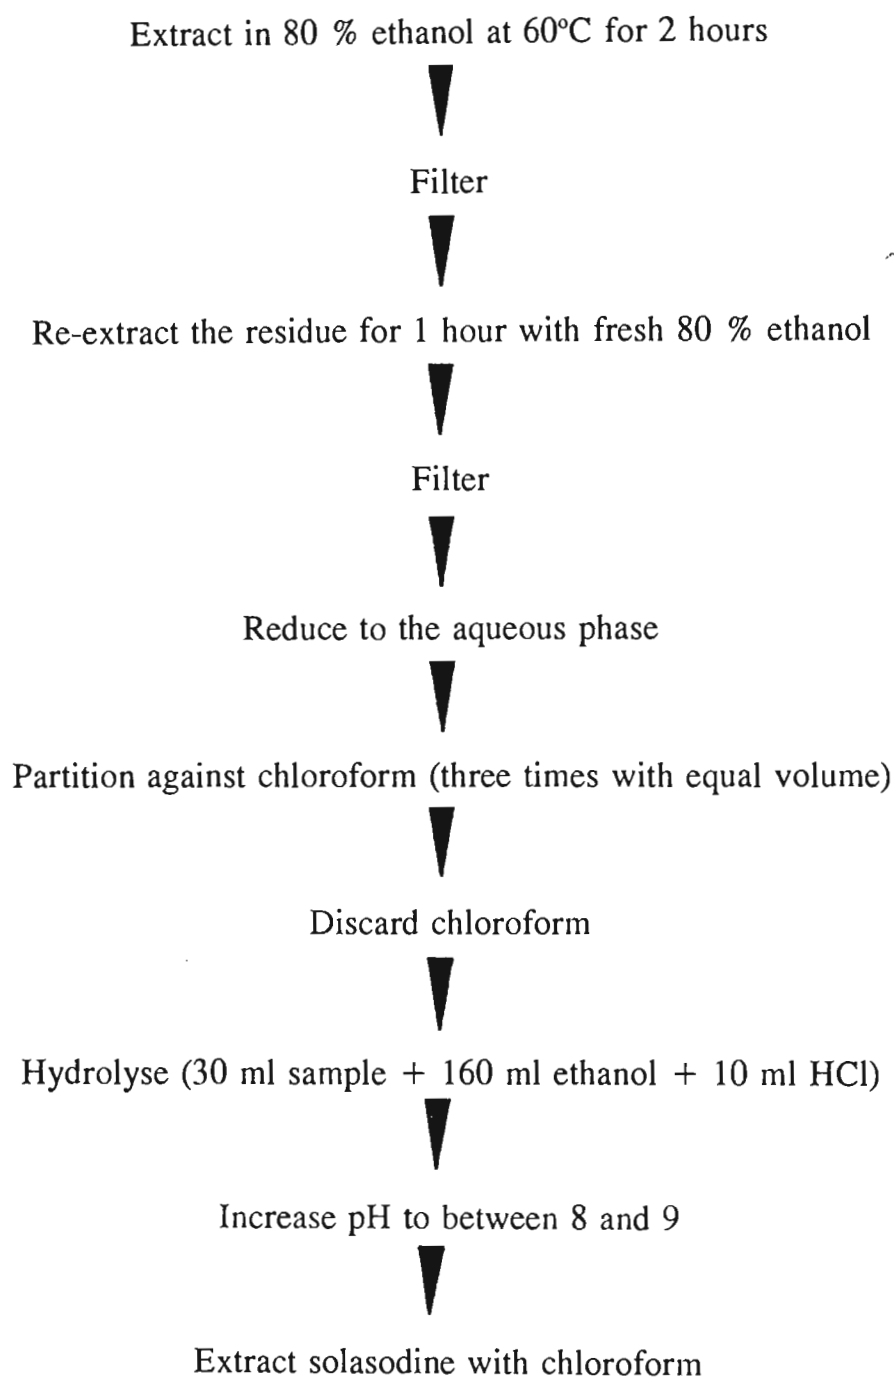 Extract in 80 % ethanol at 60ºC for 2 hours
Filter
Re-extract the residue for 1 hour with fresh 80 % ethanol
Filter
Reduce to the aqueous phase
Partition against chloroform (three times with equal volume)
Discard chloroform
Hydrolyse (30 ml sample + 160 ml ethanol + 10 ml HCl)
Increase pH to between 8 and 9
Extract solasodine with chloroform